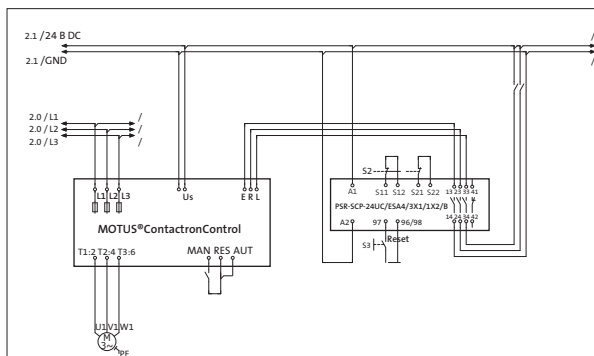 2.1 /24 B DC
/
2.1 /GND
/
2.0 / L1
/
2.0 / L2
/
2.0 / L3
/
L1 L2 L3 Us E R L
MOTUS®ContactronControl
T1:2 T2:4 T3:6 MAN RES AUT
U1 V1 W1
M
3~
PE
S2
A1 S11 S12 S21 S22 13 23 33 41
PSR-SCP-24UC/ESA4/3X1/1X2/B
A2 97 96/98 14 24 34 42
S3
Reset